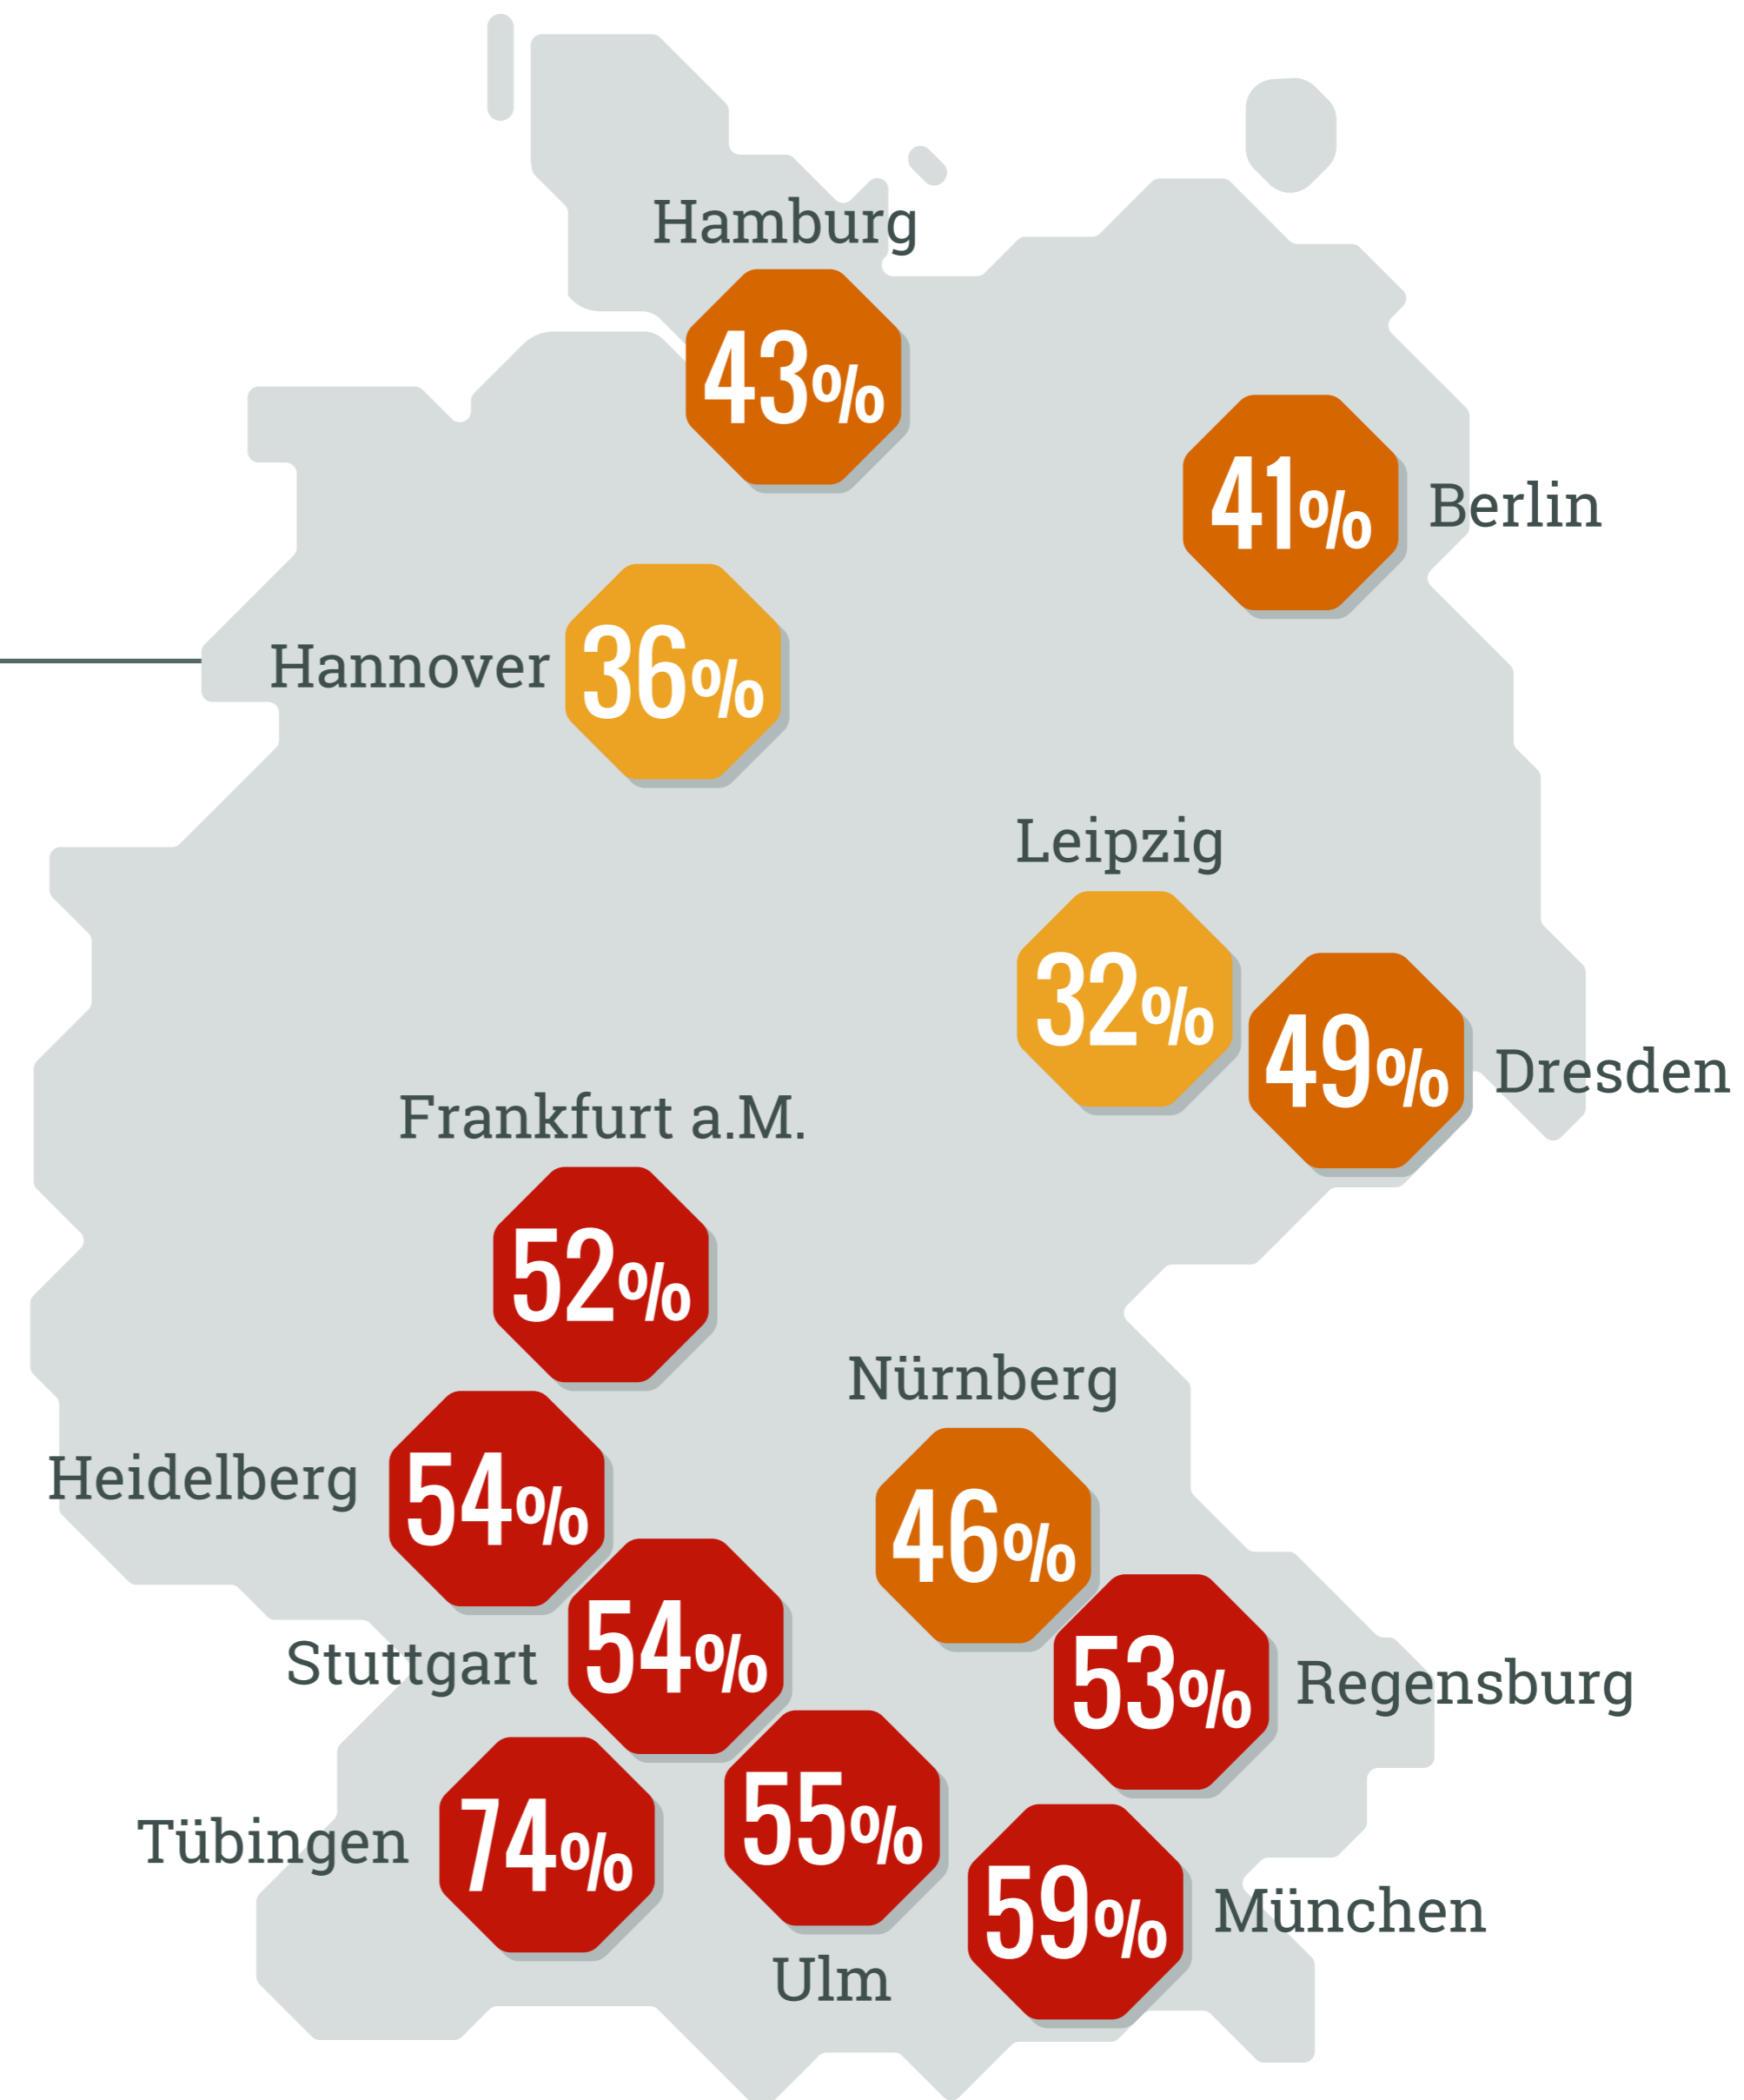 Hamburg
43%
41%
Berlin
Hannover
36%
Leipzig
32%
49%
Dresden
Frankfurt a.M.
52%
Nürnberg
Heidelberg
54%
46%
Stuttgart
54%
53%
Regensburg
Tübingen
74%
55%
Ulm
59%
München